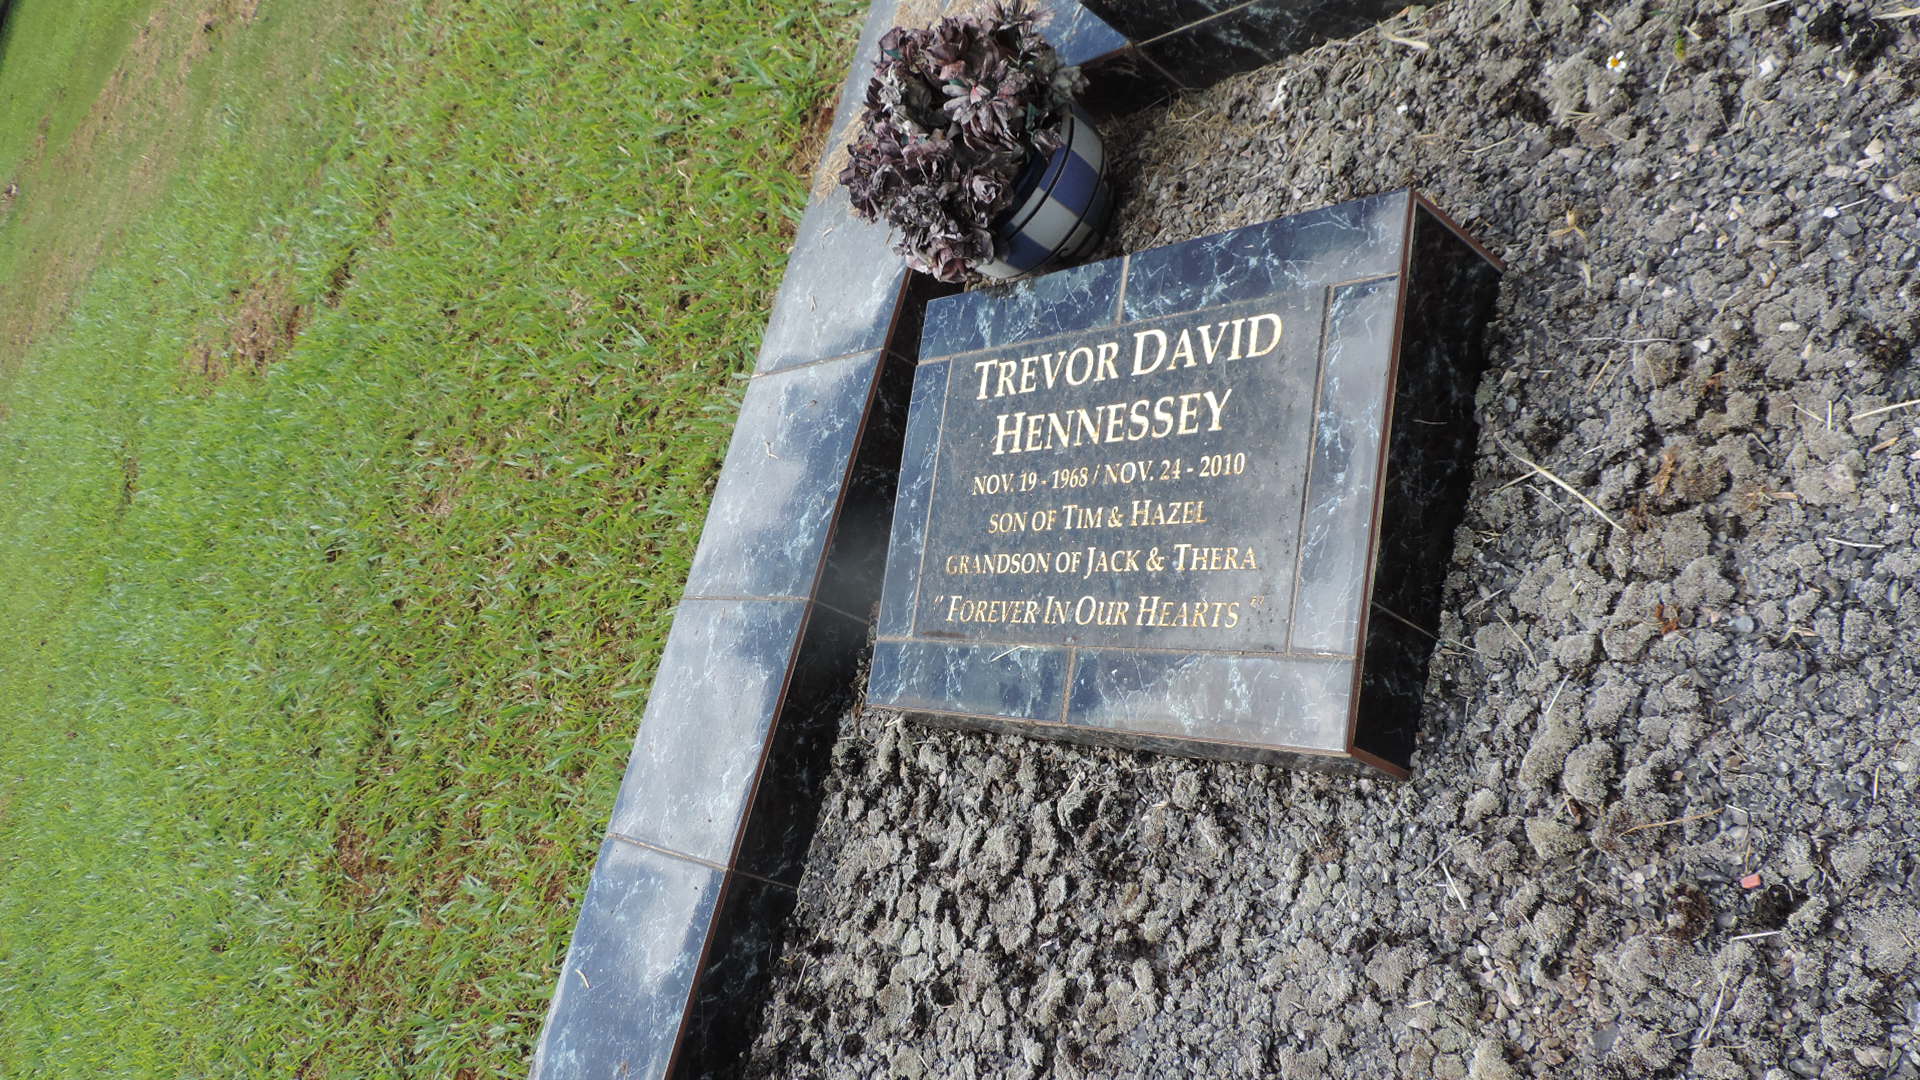 TREVOR DAVID
HENNESSEY
NOV. 19 - 1968 / NOV. 24 - 2010
SON OF TIM & HAZEL
GRANDSON OF JACK & THERA
"FOREVER IN OUR HEARTS"